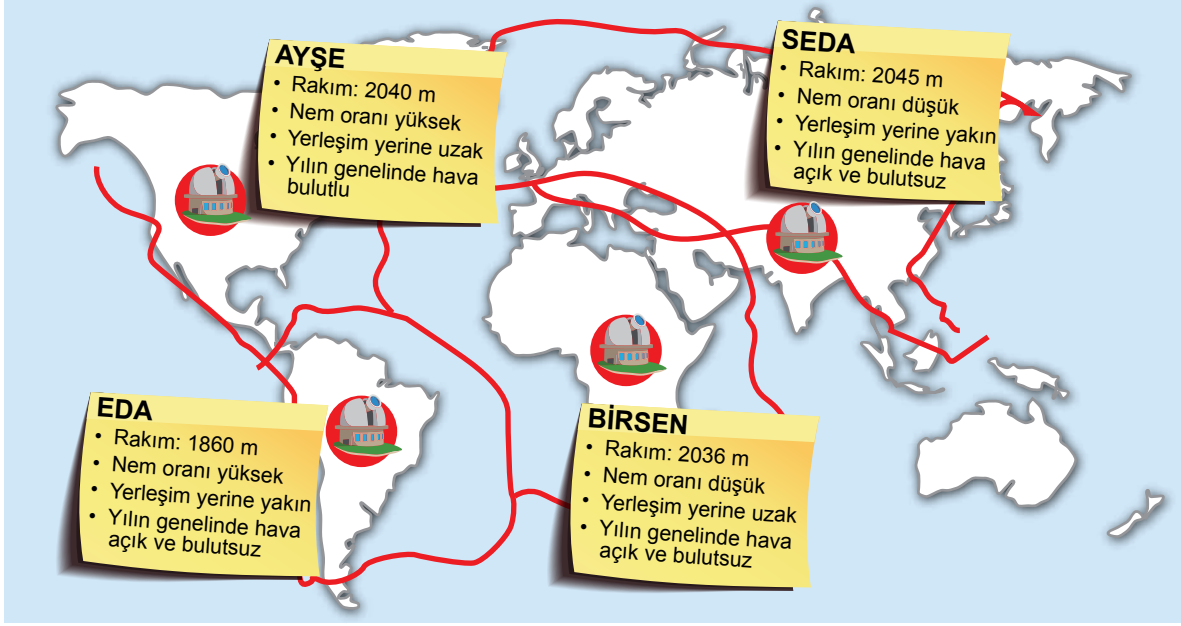 AYŞE
• Rakım: 2040 m
• Nem oranı yüksek
• Yerleşim yerine uzak
• Yılın genelinde hava
bulutlu
SEDA
• Rakım: 2045 m
• Nem oranı düşük
• Yerleşim yerine yakın
• Yılın genelinde hava
açık ve bulutsuz
EDA
• Rakım: 1860 m
• Nem oranı yüksek
• Yerleşim yerine yakın
• Yılın genelinde hava
açık ve bulutsuz
BİRSEN
• Rakım: 2036 m
• Nem oranı düşük
• Yerleşim yerine uzak
• Yılın genelinde hava
açık ve bulutsuz